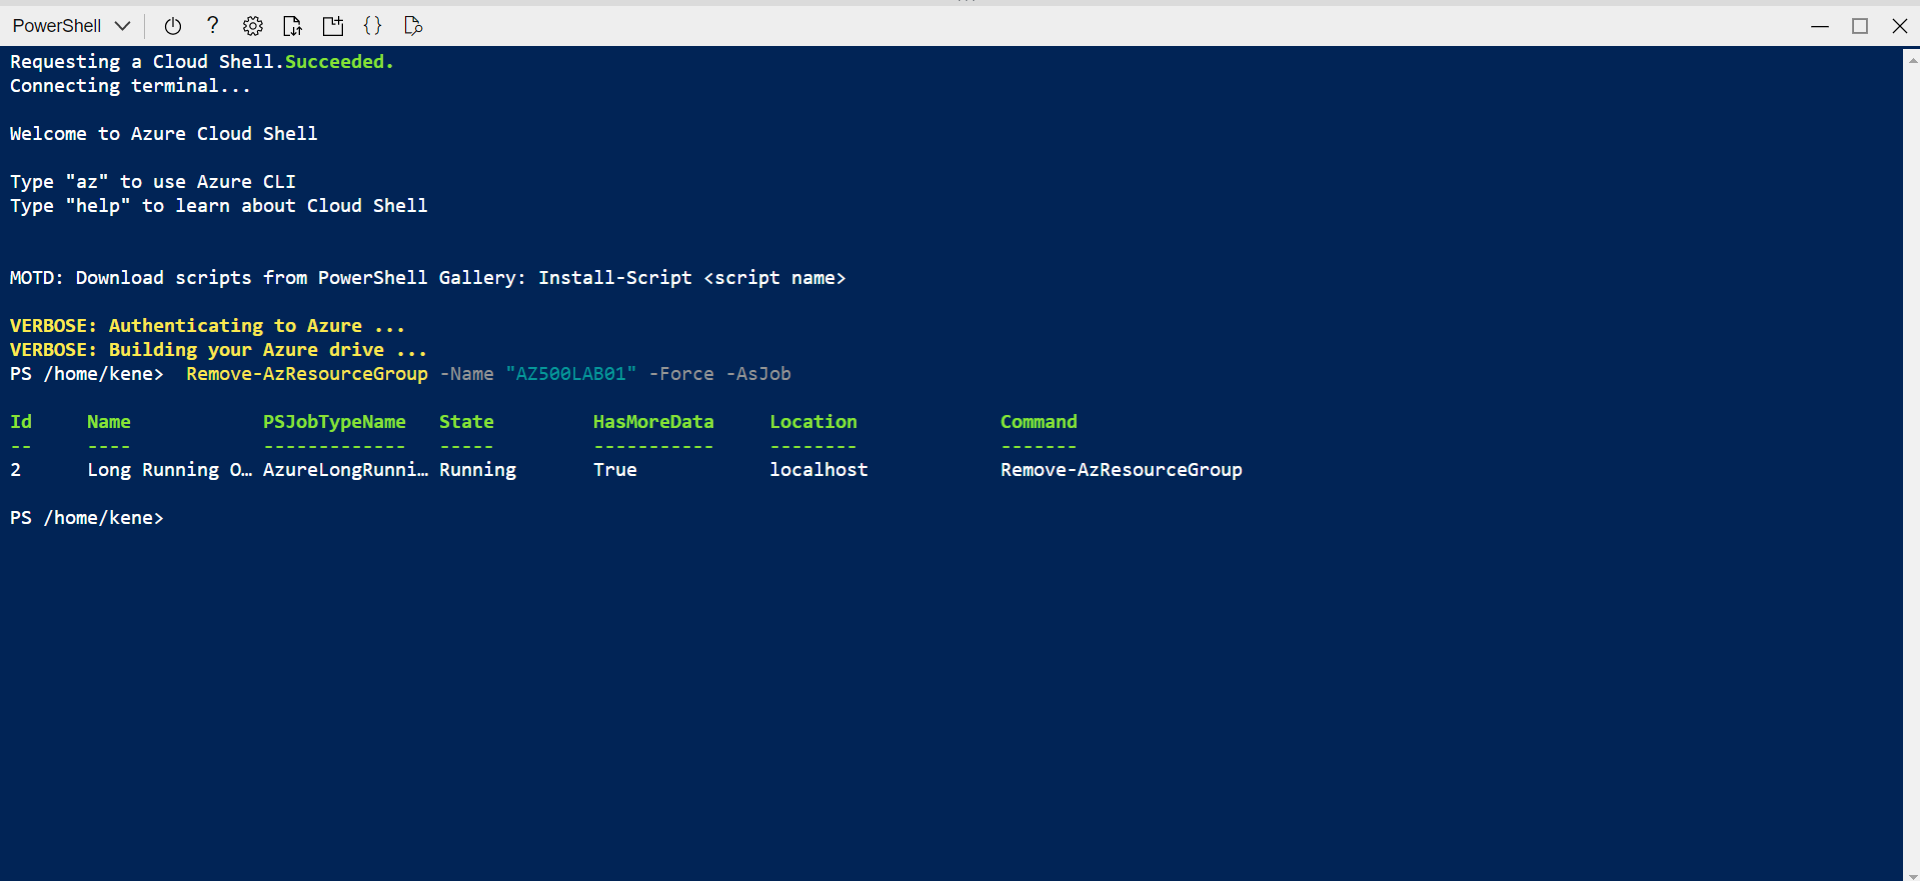 PowerShell
Requesting a Cloud Shell.Succeeded.
Connecting terminal...
Welcome to Azure Cloud Shell
Type "az" to use Azure CLI
Type "help" to learn about Cloud Shell
MOTD: Download scripts from PowerShell Gallery: Install-Script <script name>
VERBOSE: Authenticating to Azure ...
VERBOSE: Building your Azure drive ...
PS /home/kene>  Remove-AzResourceGroup -Name "AZ500LAB01" -Force -AsJob
Id     Name            PSJobTypeName   State         HasMoreData     Location             Command
--     ----            -------------   -----         -----------     --------             -------
2      Long Running O… AzureLongRunni… Running       True            localhost            Remove-AzResourceGroup
PS /home/kene>